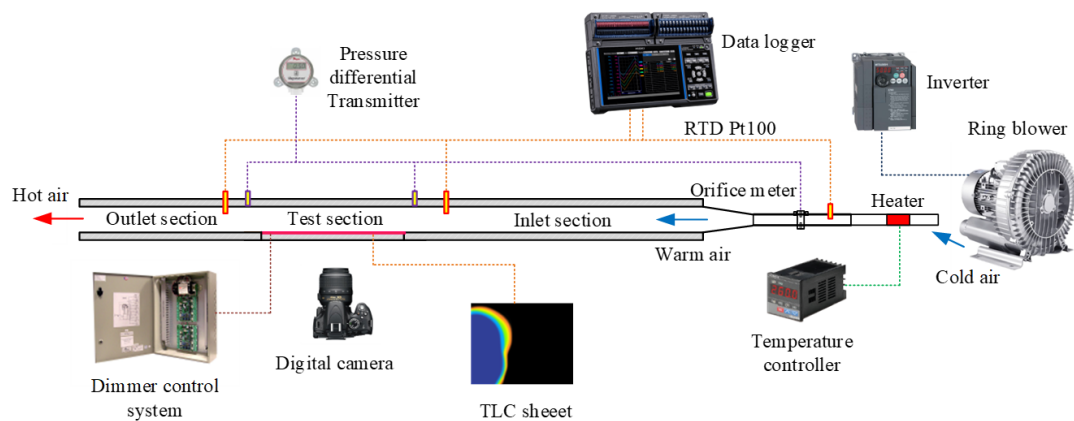 Pressure
differential
Transmitter
Data logger
Inverter
RTD Pt100
Ring blower
Hot air
Outlet section
Test section
Inlet section
Orifice meter
Heater
Warm air
Cold air
Dimmer control
system
Digital camera
TLC sheeet
Temperature
controller